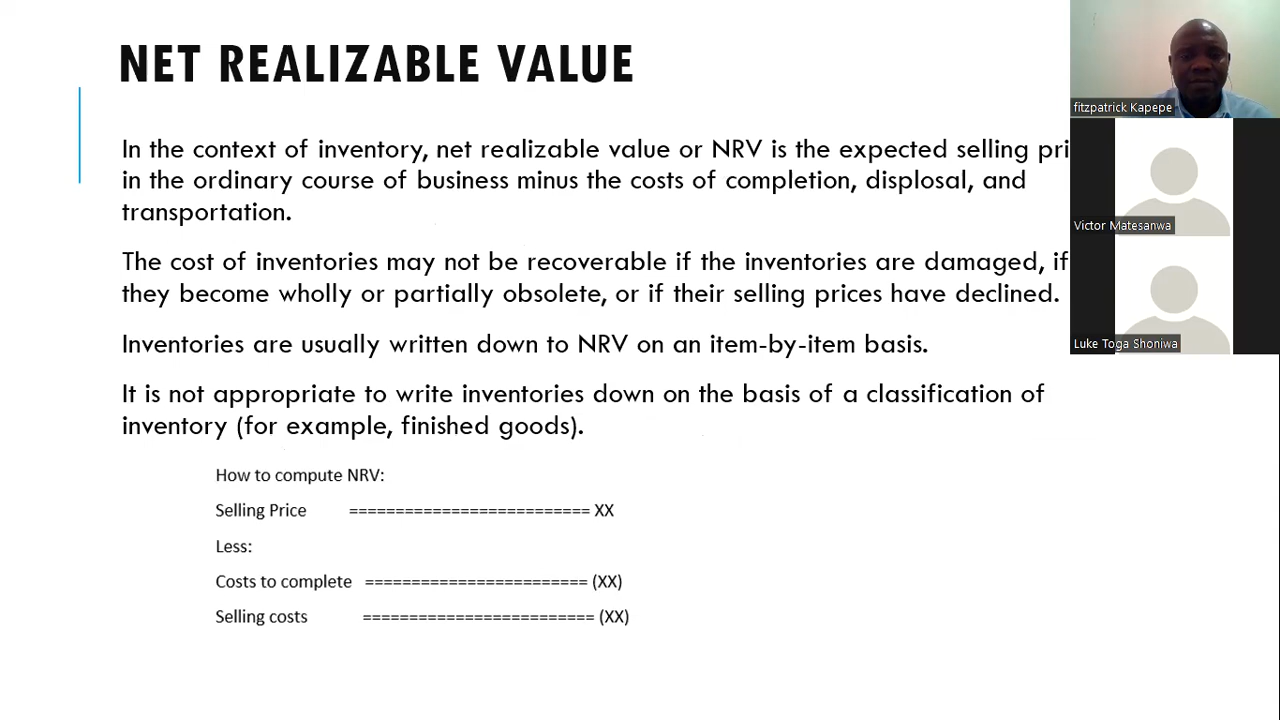 NET REALIZABLE VALUE
In the context of inventory, net realizable value or NRV is the expected selling pri
in the ordinary course of business minus the costs of completion, displosal, and
transportation.
The cost of inventories may not be recoverable if the inventories are damaged, if
they become wholly or partially obsolete, or if their selling prices have declined.
Inventories are usually written down to NRV on an item-by-item basis.
It is not appropriate to write inventories down on the basis of a classification of
inventory (for example, finished goods).
How to compute NRV:
Selling Price ========================== XX
Less:
Costs to complete ======================== (XX)
Selling costs ========================= (XX)
fitzpatrick Kapepe
Victor Matesanwa
Luke Toga Shoniwa